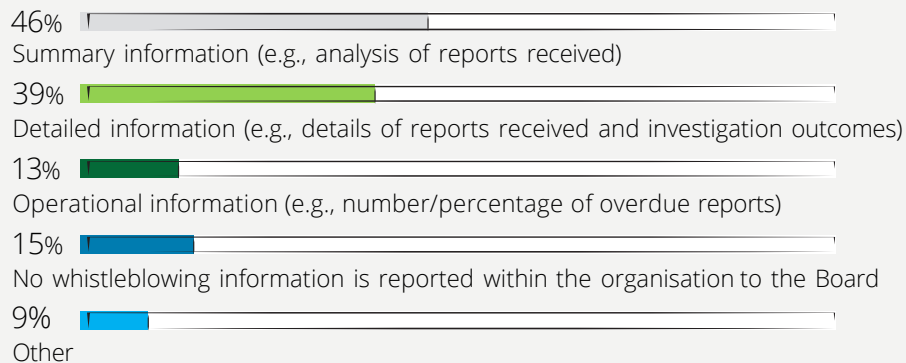 46%
Summary information (e.g., analysis of reports received)
39%
Detailed information (e.g., details of reports received and investigation outcomes)
13%
Operational information (e.g., number/percentage of overdue reports)
15%
No whistleblowing information is reported within the organisation to the Board
9%
Other